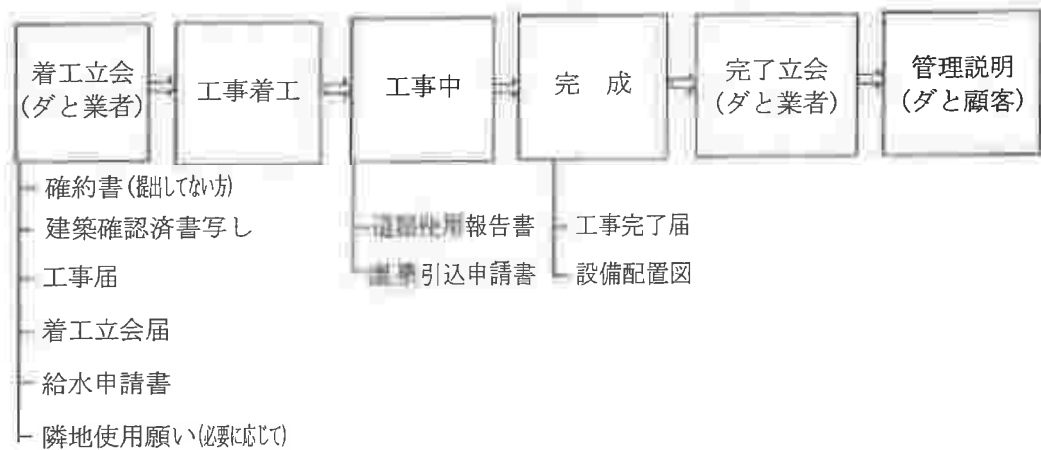 着工立会
(ダと業者)
工事着工
工事中
完 成
完了立会
(ダと業者)
管理説明
(ダと顧客)
確約書(提出してない方)
建築確認済書写し
工事届
着工立会届
給水申請書
隣地使用願い(必要に応じて)
報告書
引込申請書
工事完了届
設備配置図